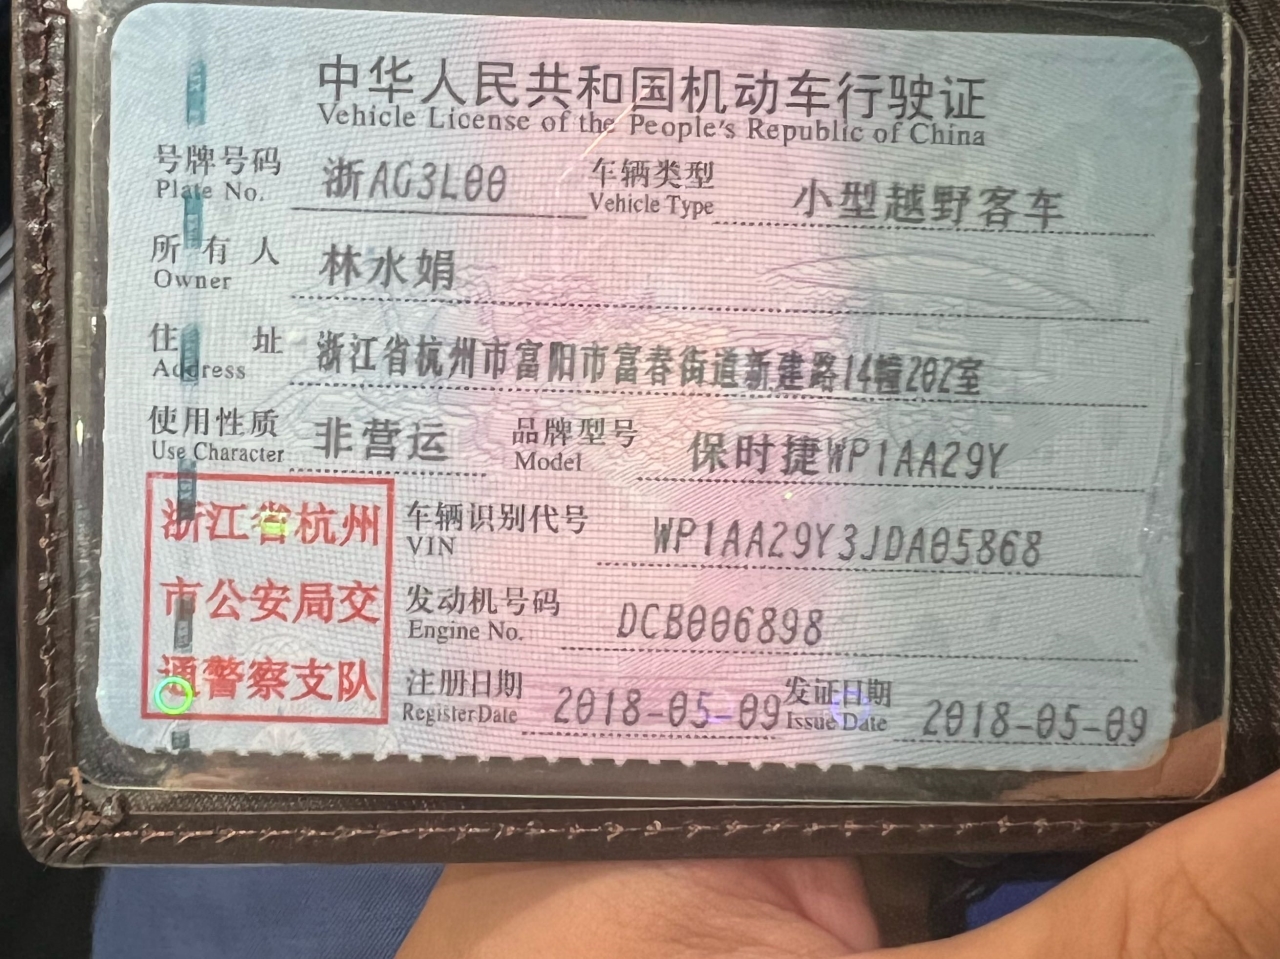 中华人民共和国机动车行驶证
Vehicle License of the People's Republic of China
号牌号码 浙AG3L00 车辆类型 小型越野客车
Plate No. Vehicle Type
所有人 林水娟
Owner
住址 浙江省杭州市富阳市富春街道新建路14幢202室
Address
使用性质 非营运 品牌型号 保时捷WP1AA29Y
Use Character Model
浙江省杭州
市公安局交
通警察支队
车辆识别代号 WP1AA29Y3JDA05868
VIN
发动机号码 DCB006898
Engine No.
注册日期 2018-05-09 发证日期 2018-05-09
Register Date Issue Date